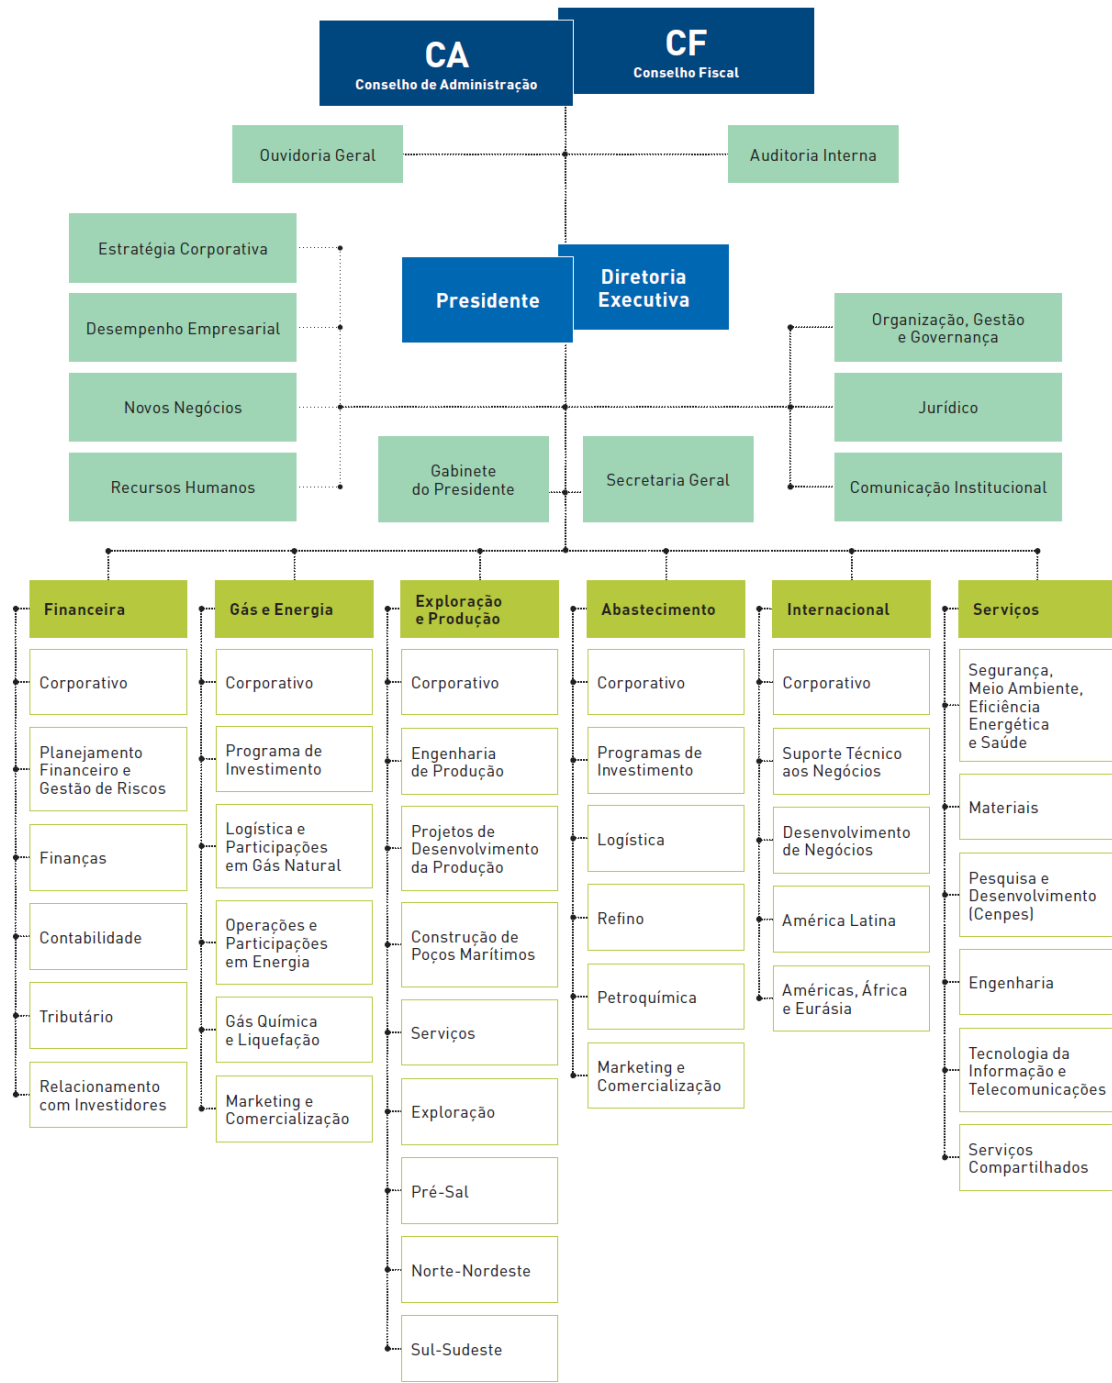 CA
Conselho de Administração
CF
Conselho Fiscal
Ouvidoria Geral
Auditoria Interna
Estratégia Corporativa
Desempenho Empresarial
Novos Negócios
Recursos Humanos
Presidente
Diretoria
Executiva
Organização, Gestão
e Governança
Jurídico
Comunicação Institucional
Gabinete
do Presidente
Secretaria Geral
Financeira
Corporativo
Planejamento
Financeiro e
Gestão de Riscos
Finanças
Contabilidade
Tributário
Relacionamento
com Investidores
Gás e Energia
Corporativo
Programa de
Investimento
Logística e
Participações
em Gás Natural
Operações e
Participações
em Energia
Gás Química
e Liquefação
Marketing e
Comercialização
Exploração
e Produção
Corporativo
Engenharia
de Produção
Projetos de
Desenvolvimento
da Produção
Construção de
Poços Marítimos
Serviços
Exploração
Pré-Sal
Norte-Nordeste
Sul-Sudeste
Abastecimento
Corporativo
Programas de
Investimento
Logística
Refino
Petroquímica
Marketing e
Comercialização
Internacional
Corporativo
Suporte Técnico
aos Negócios
Desenvolvimento
de Negócios
América Latina
Américas, África
e Eurásia
Serviços
Segurança,
Meio Ambiente,
Eficiência
Energética
e Saúde
Materiais
Pesquisa e
Desenvolvimento
(Cenpes)
Engenharia
Tecnologia da
Informação e
Telecomunicações
Serviços
Compartilhados